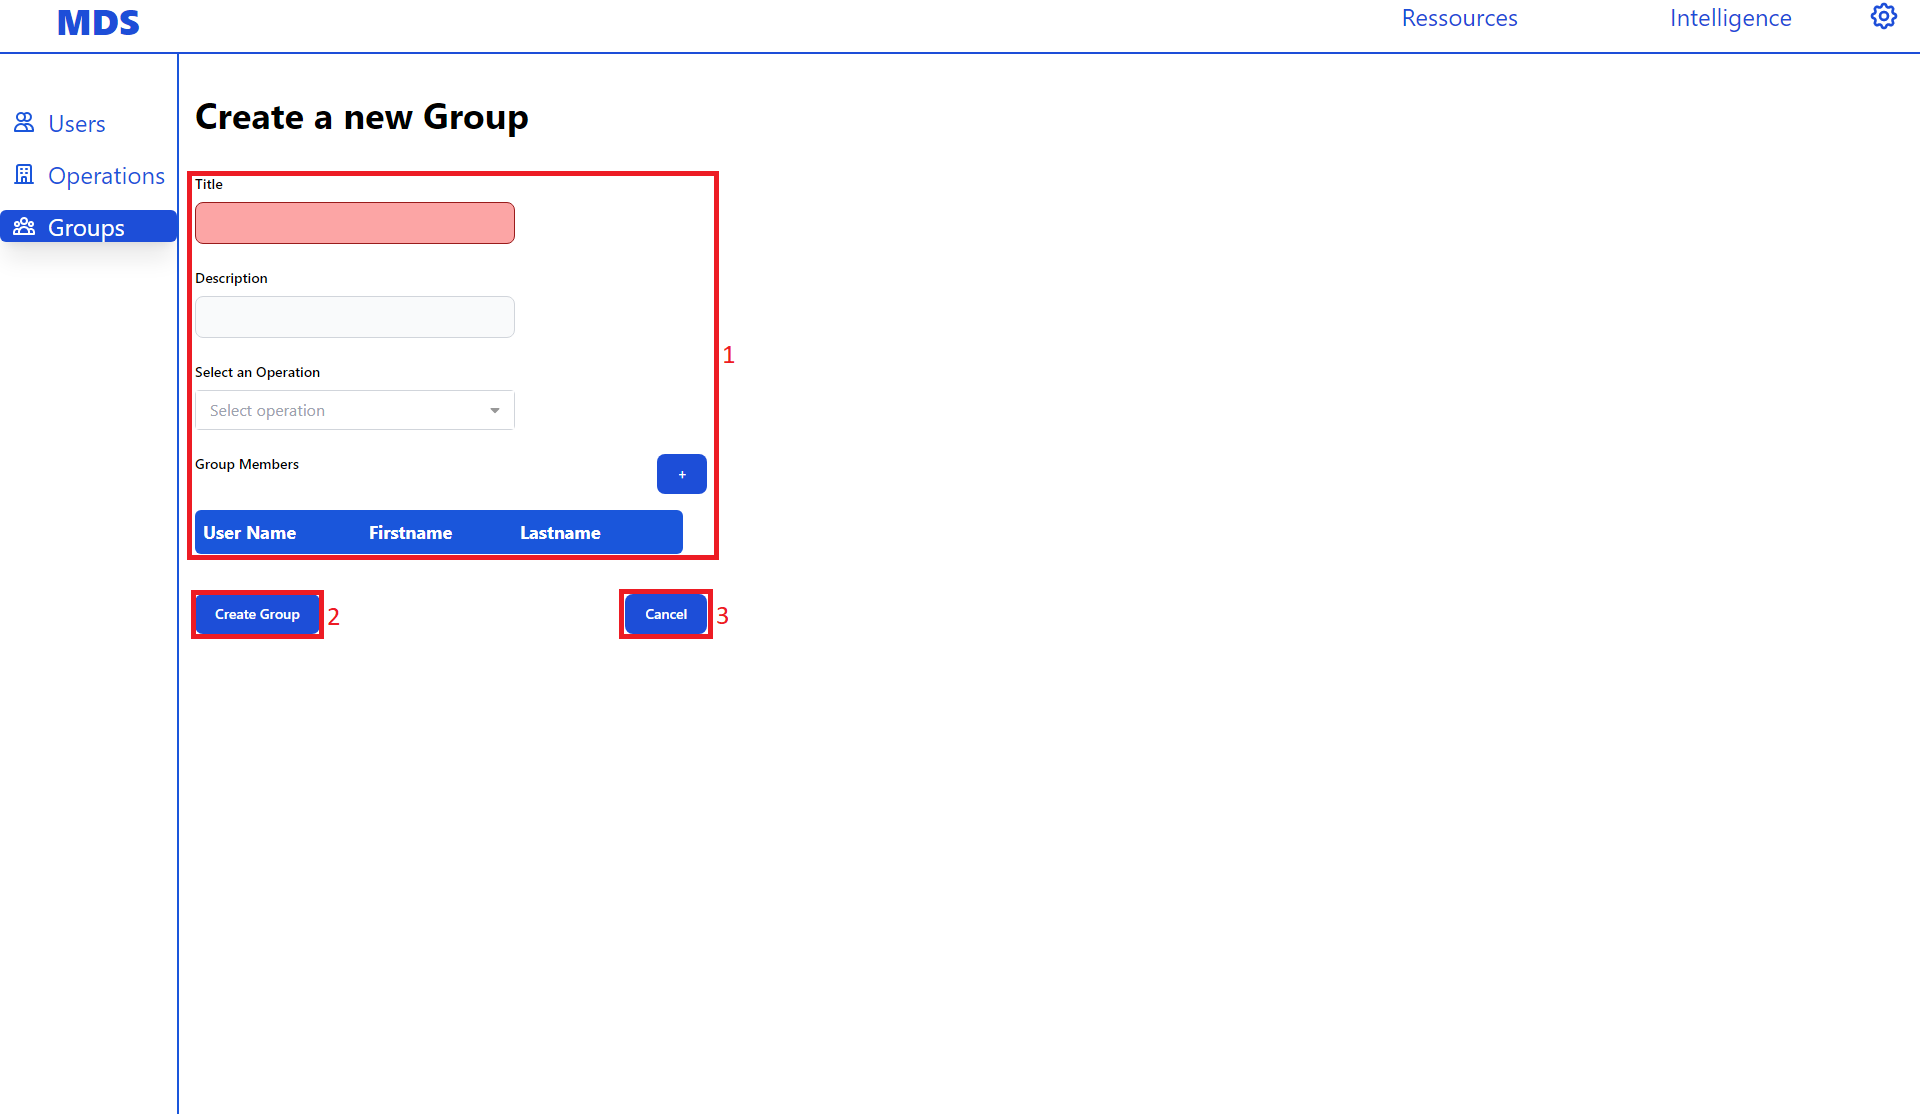 MDS
Ressources
Intelligence
Users
Operations
Groups
Create a new Group
Title
Description
Select an Operation
Select operation
1
Group Members
+
User Name Firstname Lastname
Create Group 2
Cancel 3